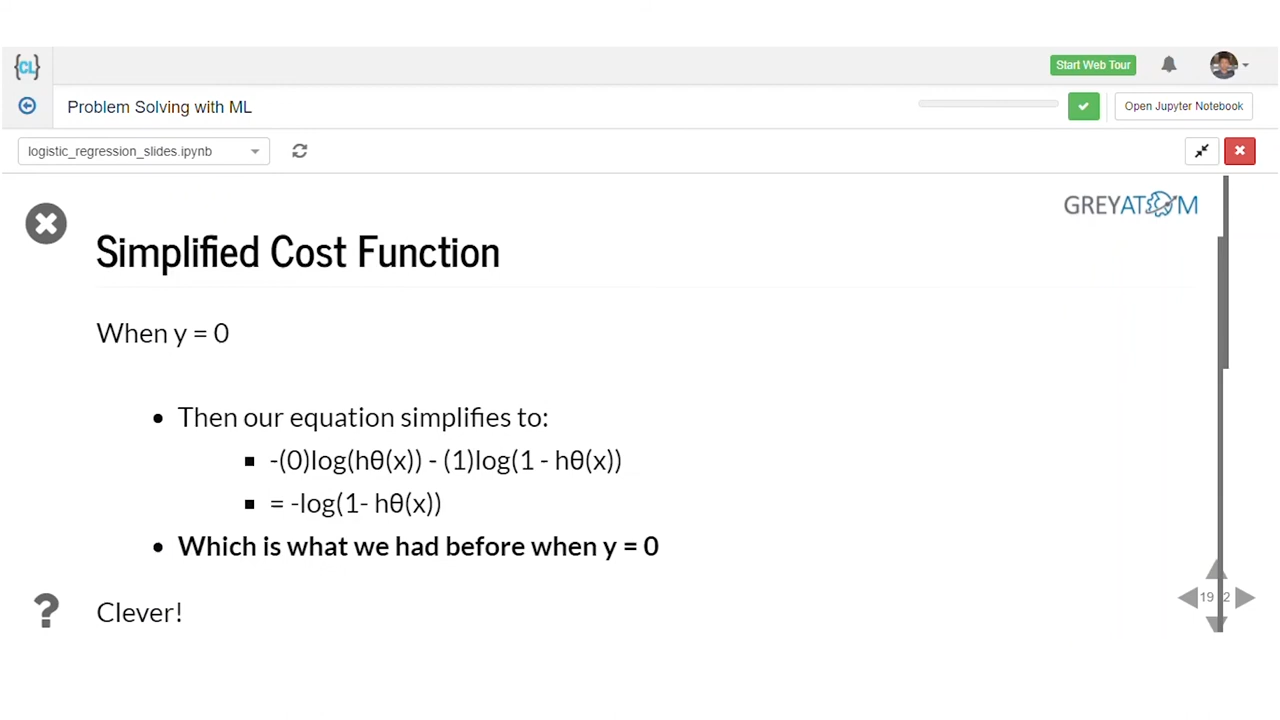 {CL}
Start Web Tour
Problem Solving with ML
Open Jupyter Notebook
logistic_regression_slides.ipynb
GREYATOM
Simplified Cost Function
When y = 0
Then our equation simplifies to:
-(0)log(hθ(x)) - (1)log(1 - hθ(x))
= -log(1- hθ(x))
Which is what we had before when y = 0
Clever!
19 2